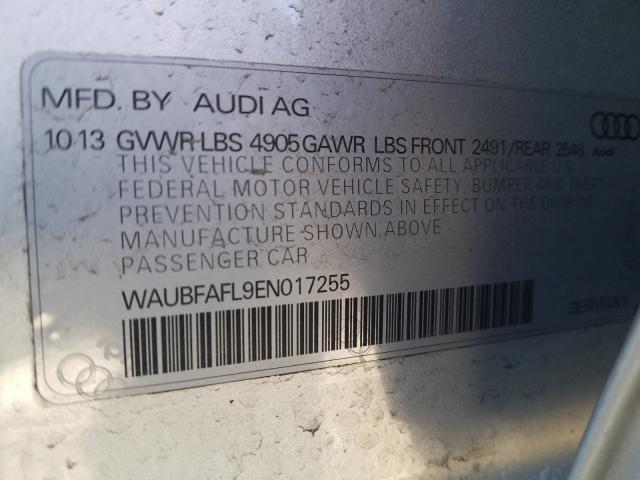 MFD. BY AUDI AG
10 13 GVWR-LBS 4905 GAWR LBS FRONT 2491/REAR 2546
Audi
THIS VEHICLE CONFORMS TO ALL APPLICABLE U.S.
FEDERAL MOTOR VEHICLE SAFETY, BUMPER AND THEFT
PREVENTION STANDARDS IN EFFECT ON THE DATE OF
MANUFACTURE SHOWN ABOVE
PASSENGER CAR
WAUBFAFL9EN017255
GERMANY